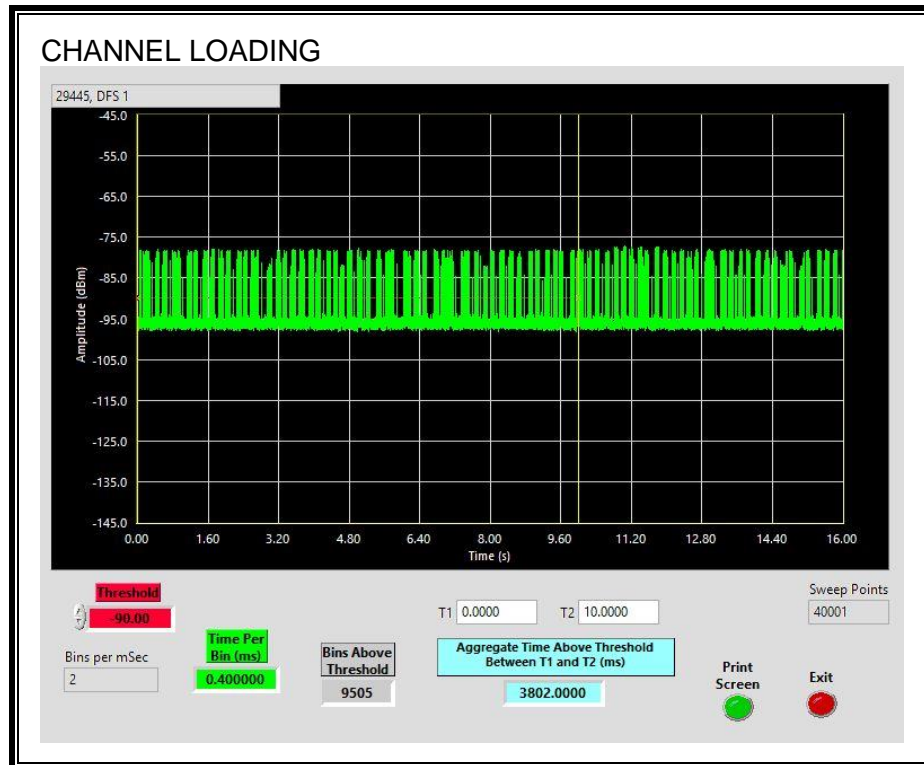 CHANNEL LOADING
29445, DFS 1
-45.0
-55.0
-65.0
-75.0
-85.0
-95.0
-105.0
-115.0
-125.0
-135.0
-145.0
Amplitude (dBm)
0.00 1.60 3.20 4.80 6.40 8.00 9.60 11.20 12.80 14.40 16.00
Time (s)
Threshold
-90.00
Bins per mSec
2
Time Per
Bin (ms)
0.400000
Bins Above
Threshold
9505
T1 0.0000 T2 10.0000
Aggregate Time Above Threshold
Between T1 and T2 (ms)
3802.0000
Sweep Points
40001
Print
Screen
Exit